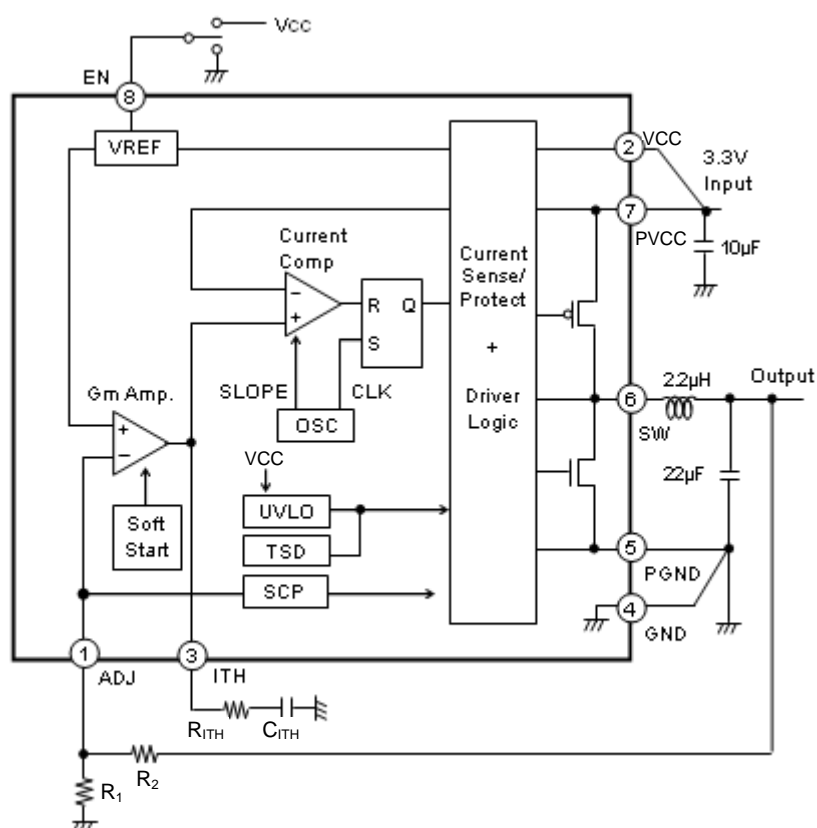 VCC
EN
8
VREF
2
VCC
3.3V
Input
7
PVCC
10µF
Current
Comp
−
+
R
Q
S
SLOPE
CLK
OSC
Current
Sense/
Protect
+
Driver
Logic
Gm Amp.
+
−
Soft
Start
VCC
UVLO
TSD
SCP
6
SW
2.2µH
Output
22µF
5
PGND
4
GND
1
ADJ
3
ITH
RITH
CITH
R2
R1